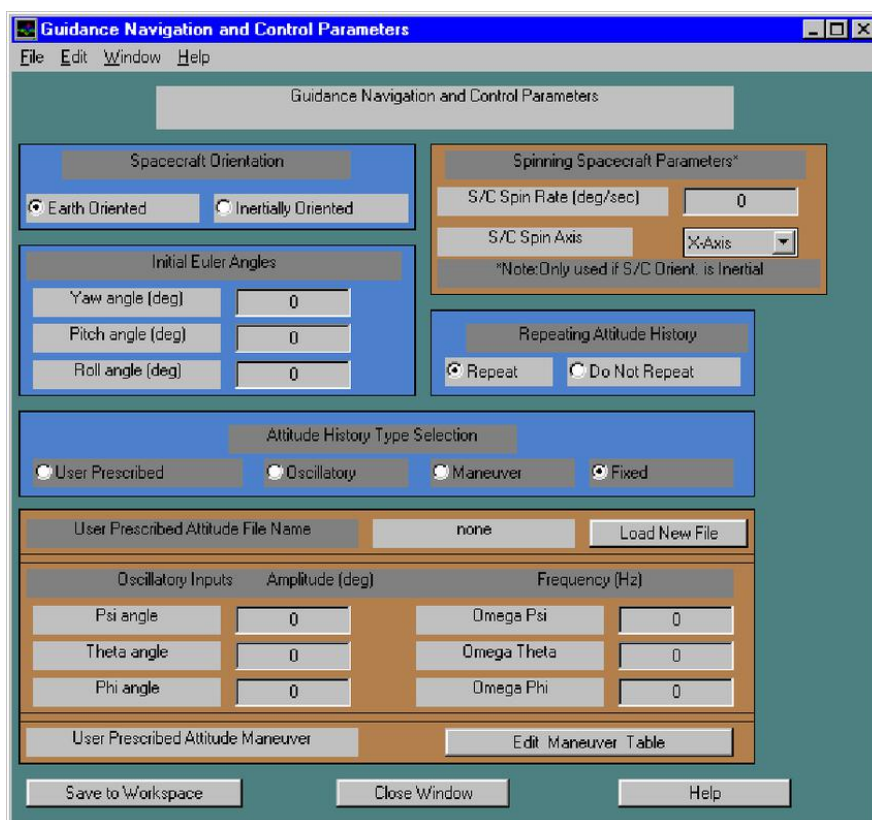 Guidance Navigation and Control Parameters
File Edit Window Help
Guidance Navigation and Control Parameters
Spacecraft Orientation
Earth Oriented Inertially Oriented
Spinning Spacecraft Parameters*
S/C Spin Rate (deg/sec) 0
S/C Spin Axis X-Axis
*Note:Only used if S/C Orient. is Inertial
Initial Euler Angles
Yaw angle (deg) 0
Pitch angle (deg) 0
Roll angle (deg) 0
Repeating Attitude History
Repeat Do Not Repeat
Attitude History Type Selection
User Prescribed Oscillatory Maneuver Fixed
User Prescribed Attitude File Name none Load New File
Oscillatory Inputs Amplitude (deg) Frequency (Hz)
Psi angle 0 Omega Psi 0
Theta angle 0 Omega Theta 0
Phi angle 0 Omega Phi 0
User Prescribed Attitude Maneuver Edit Maneuver Table
Save to Workspace Close Window Help